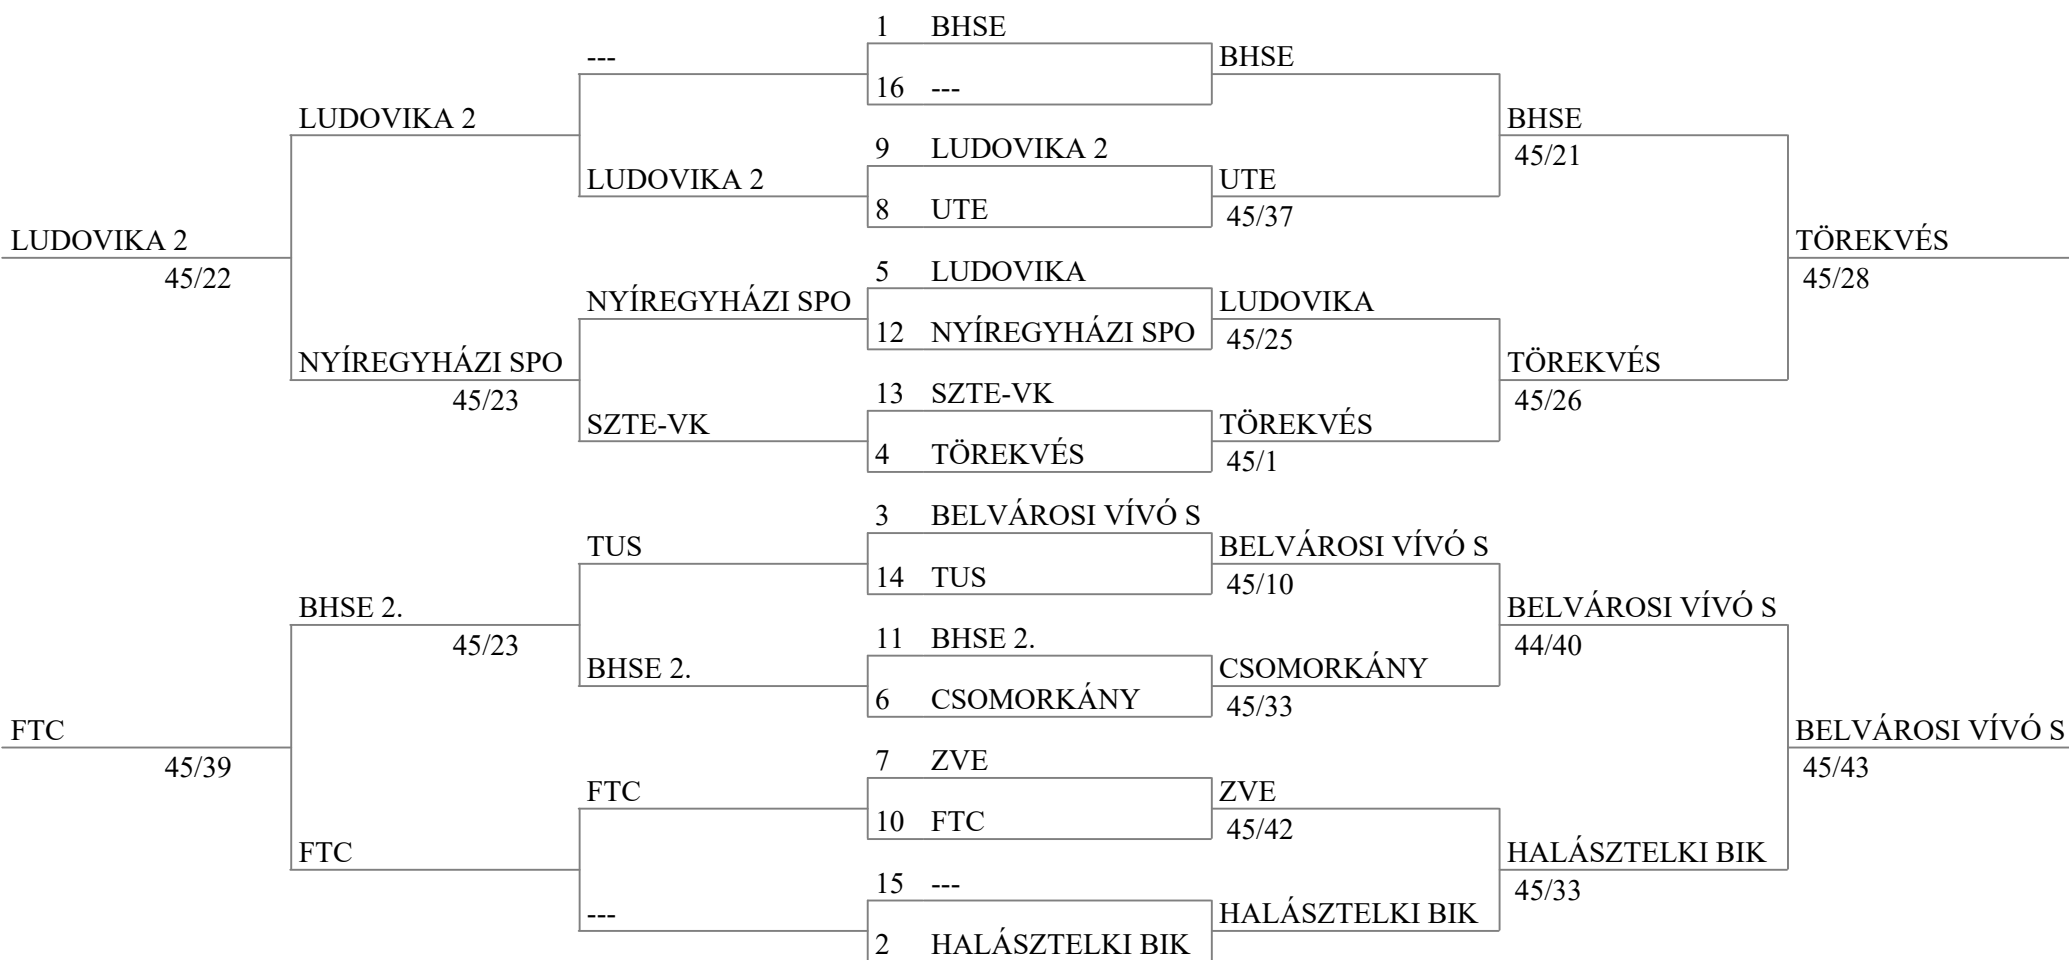 1 BHSE
--- BHSE
16 ---
LUDOVIKA 2 BHSE
9 LUDOVIKA 2 45/21
LUDOVIKA 2 UTE
8 UTE 45/37
LUDOVIKA 2 TÖREKVÉS
45/22 5 LUDOVIKA 45/28
NYÍREGYHÁZI SPO LUDOVIKA
12 NYÍREGYHÁZI SPO 45/25
NYÍREGYHÁZI SPO TÖREKVÉS
45/23 13 SZTE-VK 45/26
SZTE-VK TÖREKVÉS
4 TÖREKVÉS 45/1
3 BELVÁROSI VÍVÓ S
TUS BELVÁROSI VÍVÓ S
14 TUS 45/10
BHSE 2. BELVÁROSI VÍVÓ S
45/23 11 BHSE 2. 44/40
BHSE 2. CSOMORKÁNY
6 CSOMORKÁNY 45/33
FTC BELVÁROSI VÍVÓ S
45/39 7 ZVE 45/43
FTC ZVE
10 FTC 45/42
FTC HALÁSZTELKI BIK
15 --- 45/33
--- HALÁSZTELKI BIK
2 HALÁSZTELKI BIK